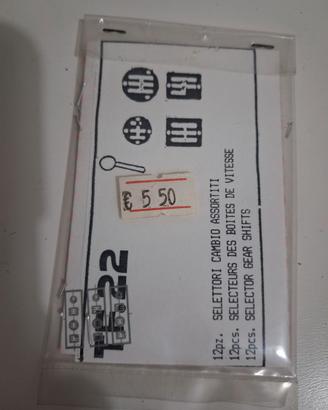 € 5 50
12pz. SELETTORI CAMBIO ASSORTITI
12pcs. SELECTEURS DES BOITES DE VITESSE
12pcs. SELECTOR GEAR SHIFTS